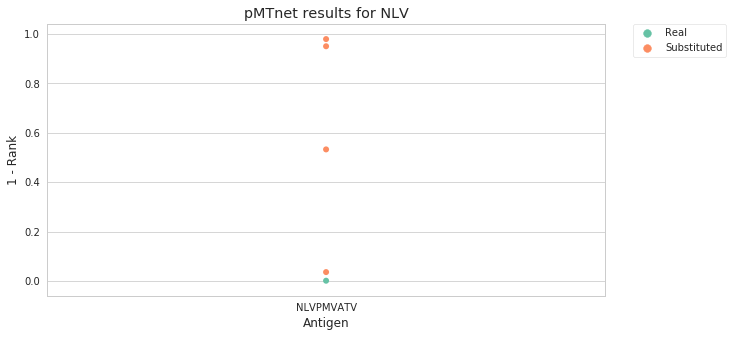 pMTnet results for NLV
Real
Substituted
1.0
0.8
0.6
0.4
0.2
0.0
1 - Rank
NLVPMVATV
Antigen